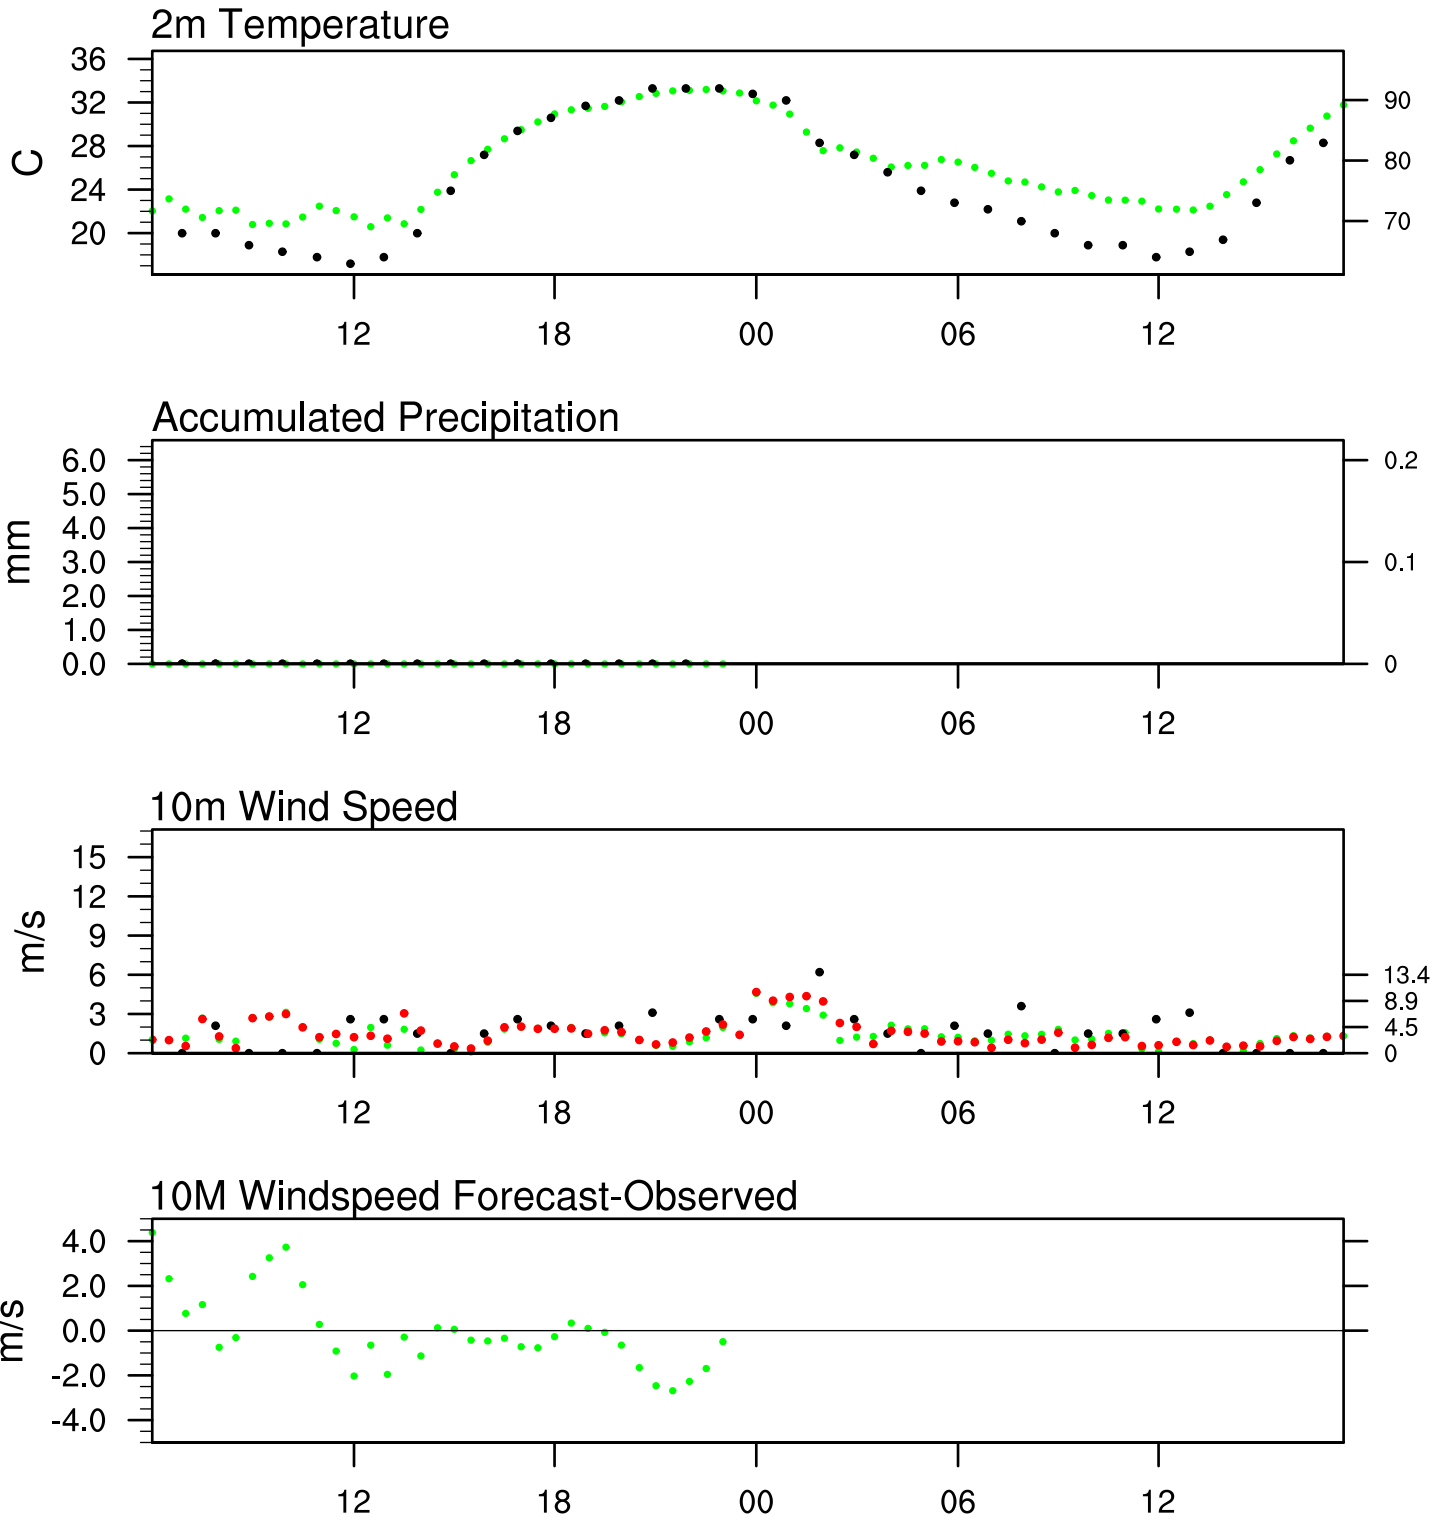 2m Temperature
36
32
28
24
20
C
90
80
70
12 18 00 06 12
Accumulated Precipitation
6.0
5.0
4.0
3.0
2.0
1.0
0.0
mm
0.2
0.1
0
12 18 00 06 12
10m Wind Speed
15
12
9
6
3
0
m/s
13.4
8.9
4.5
0
12 18 00 06 12
10M Windspeed Forecast-Observed
4.0
2.0
0.0
-2.0
-4.0
m/s
12 18 00 06 12